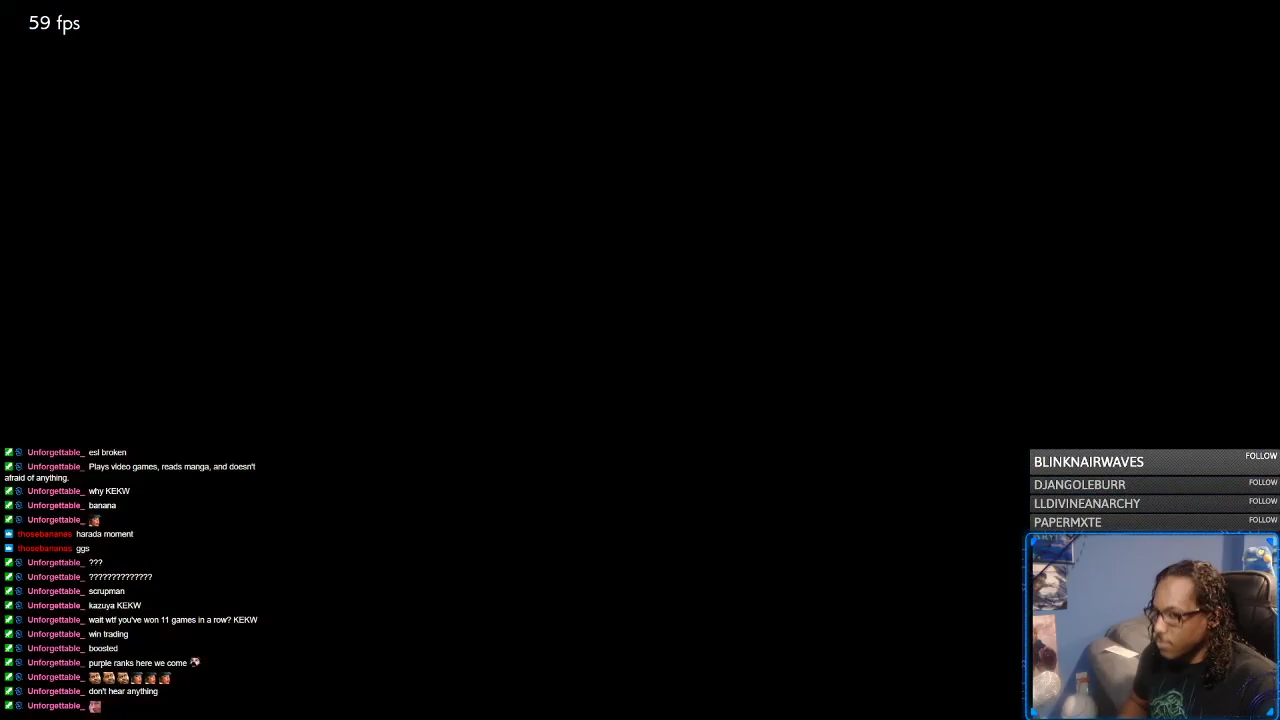 59 fps
Unforgettable_ esl broken
Unforgettable_ Plays video games, reads manga, and doesn't
afraid of anything.
Unforgettable_ why KEKW
Unforgettable_ banana
Unforgettable_
thosebananas harada moment
thosebananas ggs
Unforgettable_ ???
Unforgettable_ ??????????????
Unforgettable_ scrupman
Unforgettable_ kazuya KEKW
Unforgettable_ wait wtf you've won 11 games in a row? KEKW
Unforgettable_ win trading
Unforgettable_ boosted
Unforgettable_ purple ranks here we come
Unforgettable_
Unforgettable_ don't hear anything
Unforgettable_
BLINKNAIRWAVES FOLLOW
DJANGOLEBURR FOLLOW
LLDIVINEANARCHY FOLLOW
PAPERMXTE FOLLOW